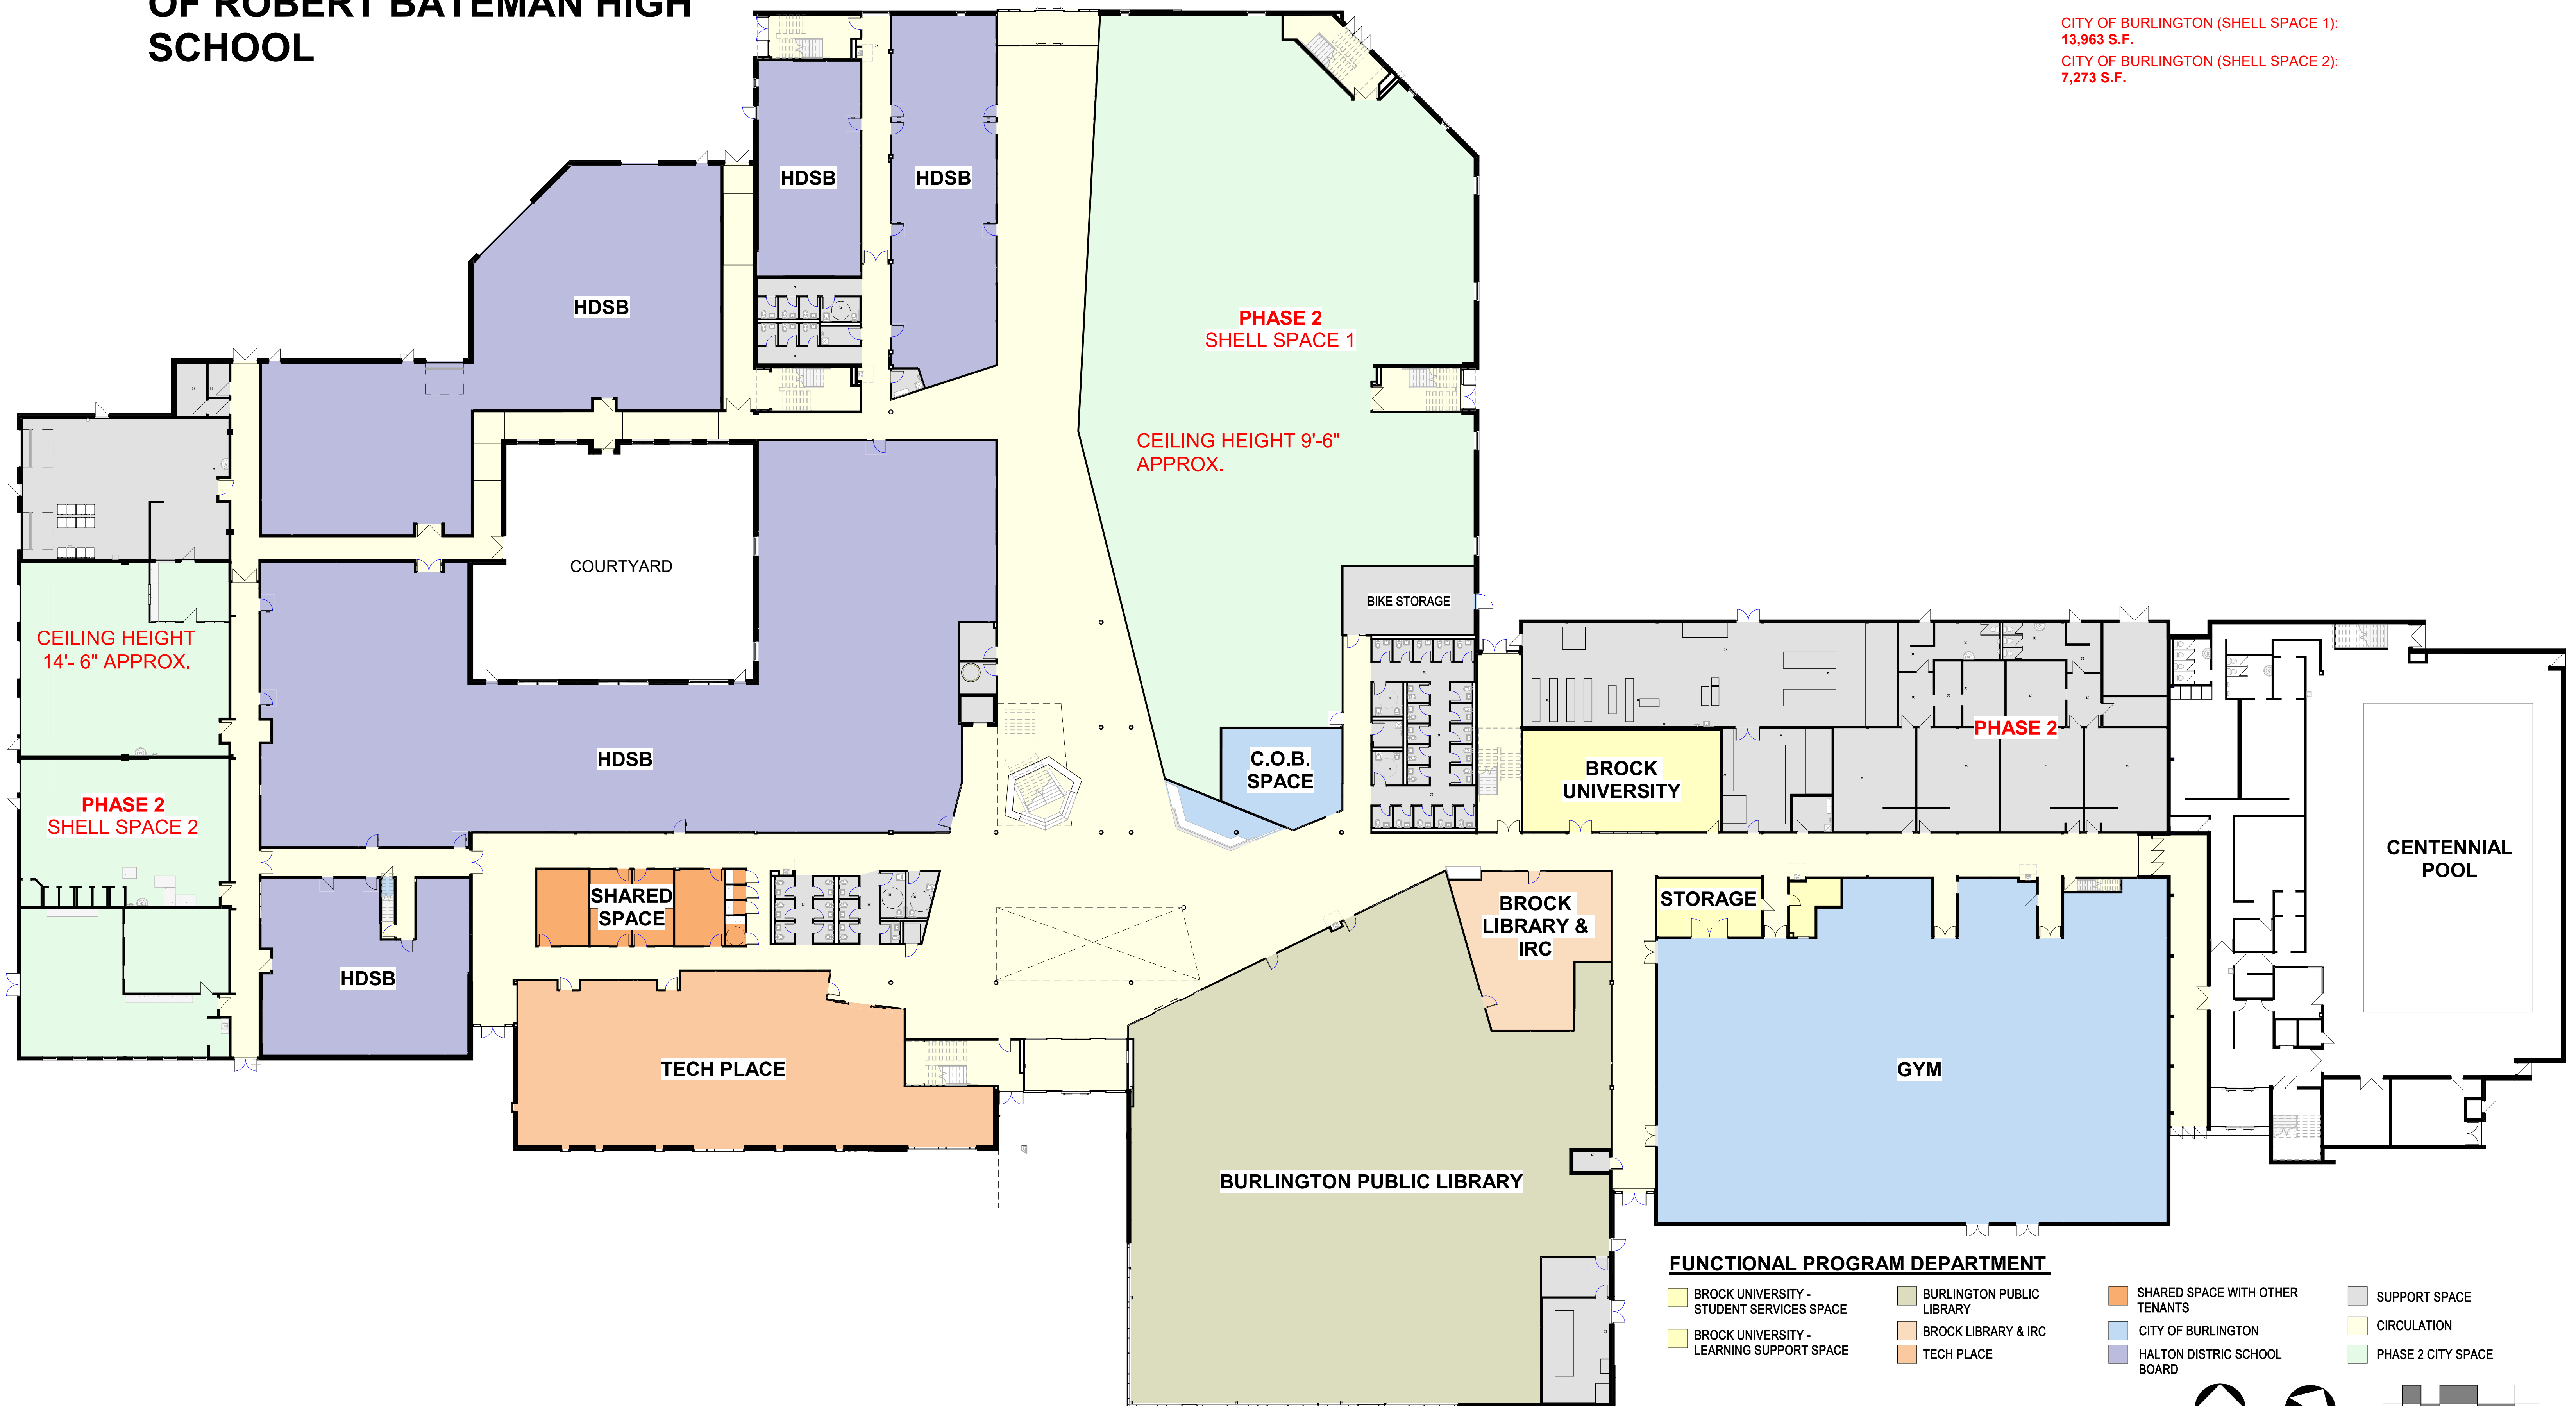 OF ROBERT BATEMAN HIGH
SCHOOL
CITY OF BURLINGTON (SHELL SPACE 1):
13,963 S.F.
CITY OF BURLINGTON (SHELL SPACE 2):
7,273 S.F.
HDSB
HDSB
HDSB
PHASE 2
SHELL SPACE 1
CEILING HEIGHT 9'-6"
APPROX.
COURTYARD
BIKE STORAGE
CEILING HEIGHT
14'- 6" APPROX.
PHASE 2
HDSB
C.O.B.
SPACE
BROCK
UNIVERSITY
PHASE 2
SHELL SPACE 2
CENTENNIAL
POOL
SHARED
SPACE
STORAGE
BROCK
LIBRARY &
IRC
HDSB
TECH PLACE
GYM
BURLINGTON PUBLIC LIBRARY
FUNCTIONAL PROGRAM DEPARTMENT
BROCK UNIVERSITY -
STUDENT SERVICES SPACE
BROCK UNIVERSITY -
LEARNING SUPPORT SPACE
BURLINGTON PUBLIC
LIBRARY
BROCK LIBRARY & IRC
TECH PLACE
SHARED SPACE WITH OTHER
TENANTS
CITY OF BURLINGTON
HALTON DISTRIC SCHOOL
BOARD
SUPPORT SPACE
CIRCULATION
PHASE 2 CITY SPACE